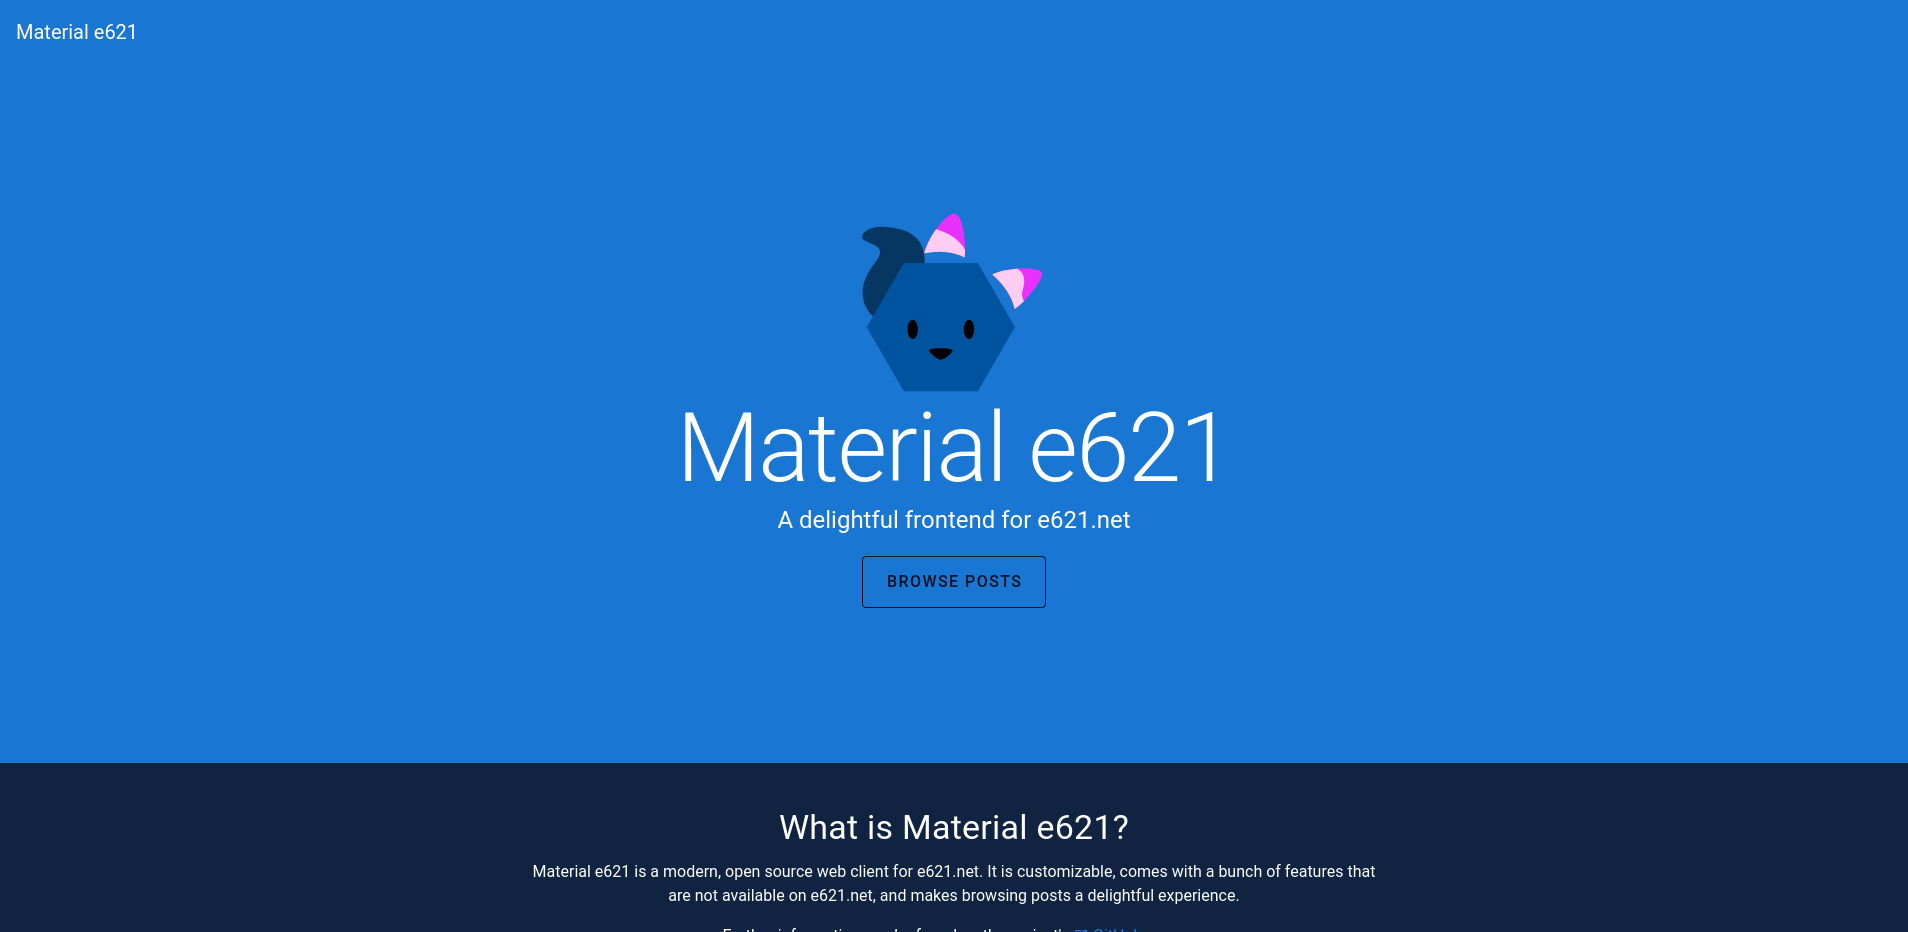 Material e621
Material e621
A delightful frontend for e621.net
BROWSE POSTS
What is Material e621?
Material e621 is a modern, open source web client for e621.net. It is customizable, comes with a bunch of features that
are not available on e621.net, and makes browsing posts a delightful experience.